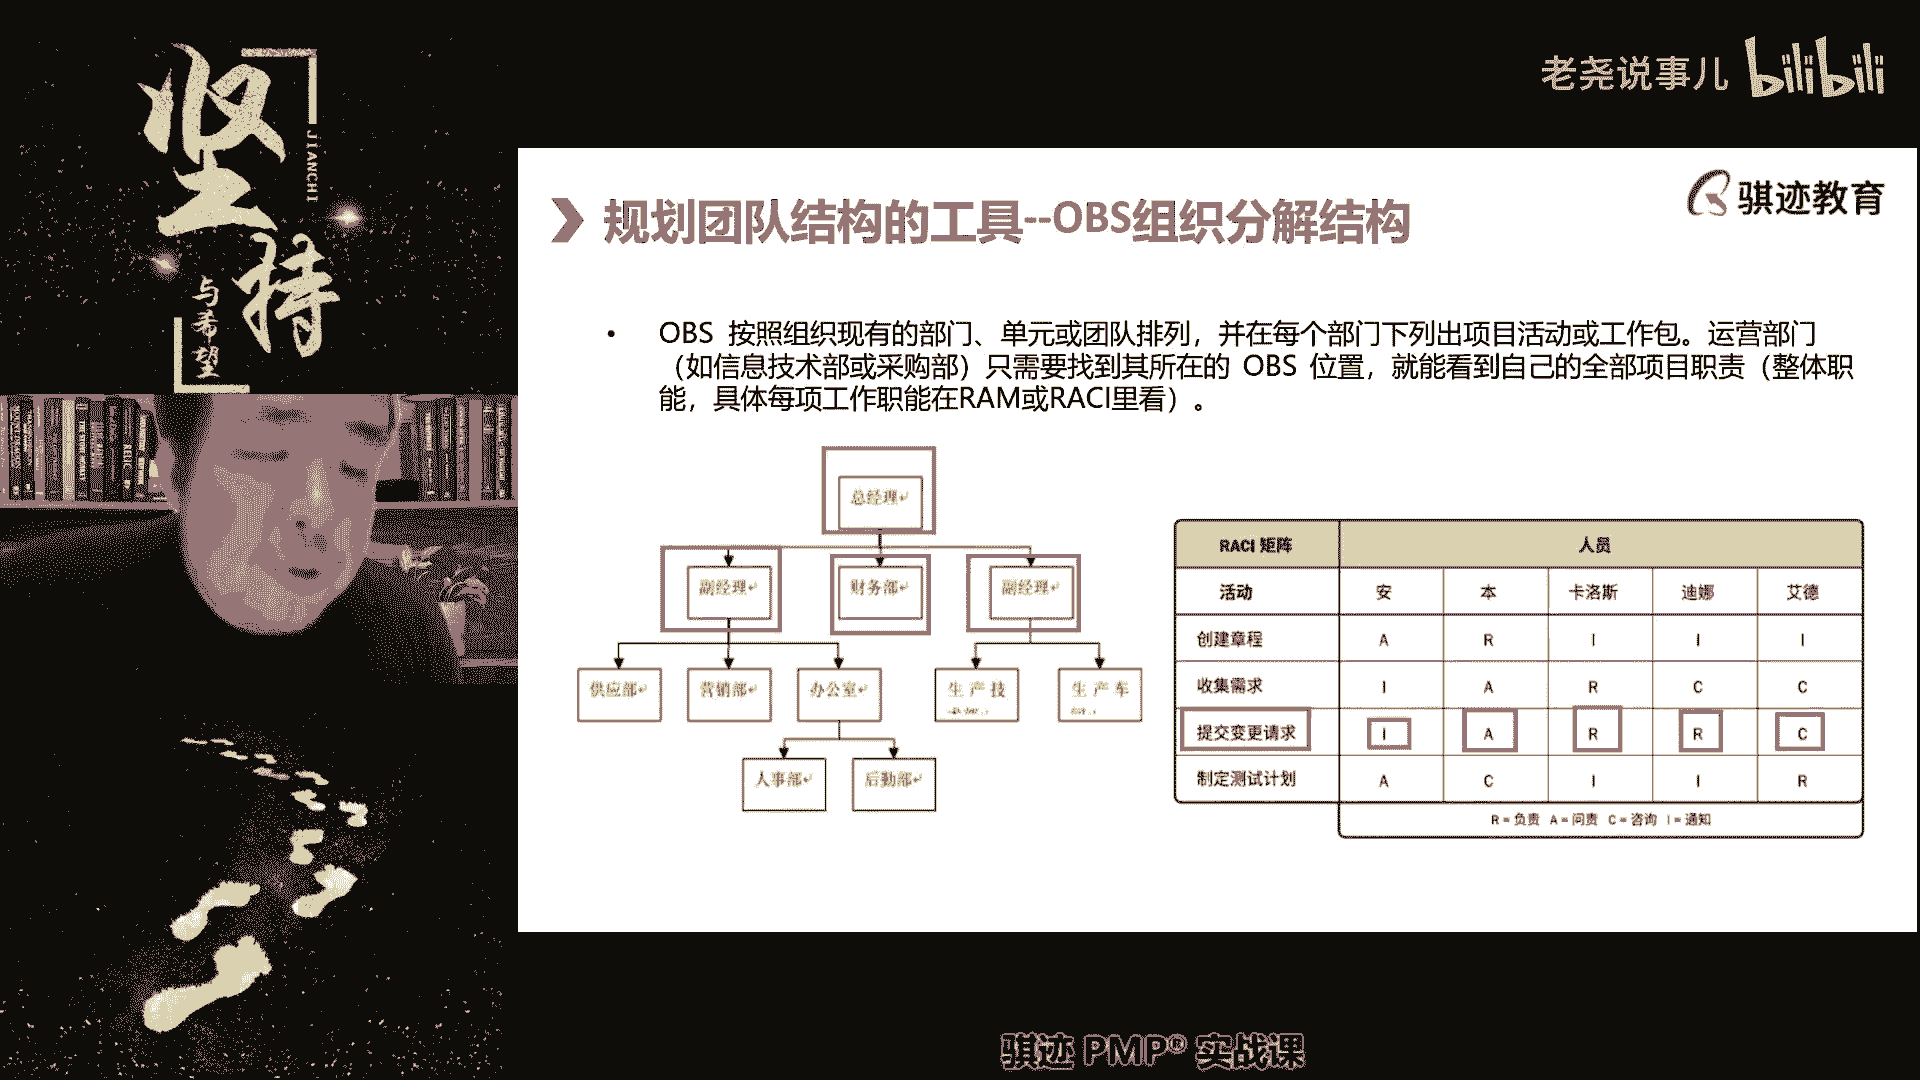 坚持
JIANCHI
与希望
老尧说事儿 bilibili
骐迹教育
规划团队结构的工具--OBS组织分解结构
• OBS 按照组织现有的部门、单元或团队排列，并在每个部门下列出项目活动或工作包。运营部门
（如信息技术部或采购部）只需要找到其所在的 OBS 位置，就能看到自己的全部项目职责（整体职
能，具体每项工作职能在RAM或RACI里看）。
总经理
副经理 财务部 副经理
供应部 营销部 办公室 生产技 生产车
人事部 后勤部
RACI 矩阵 人员
活动 安 本 卡洛斯 迪娜 艾德
创建章程 A R I I I
收集需求 I A R C C
提交变更请求 I A R R C
制定测试计划 A C I I R
R = 负责 A = 问责 C = 咨询 I = 通知
骐迹 PMP® 实战课